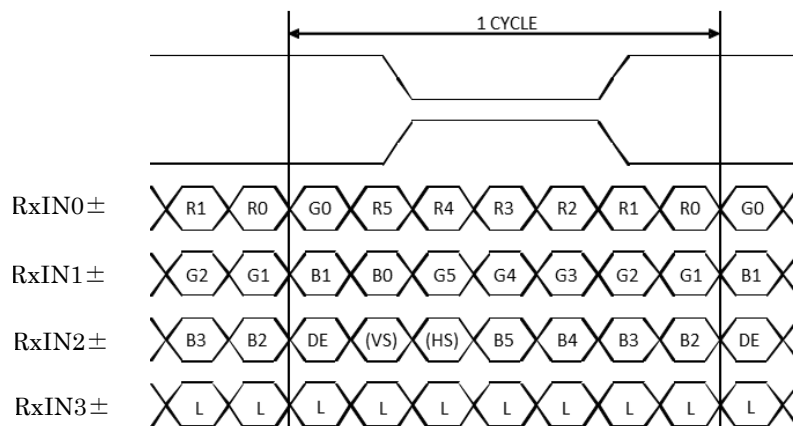 1 CYCLE
RxIN0± R1 R0 G0 R5 R4 R3 R2 R1 R0 G0
RxIN1± G2 G1 B1 B0 G5 G4 G3 G2 G1 B1
RxIN2± B3 B2 DE (VS) (HS) B5 B4 B3 B2 DE
RxIN3± L L L L L L L L L L